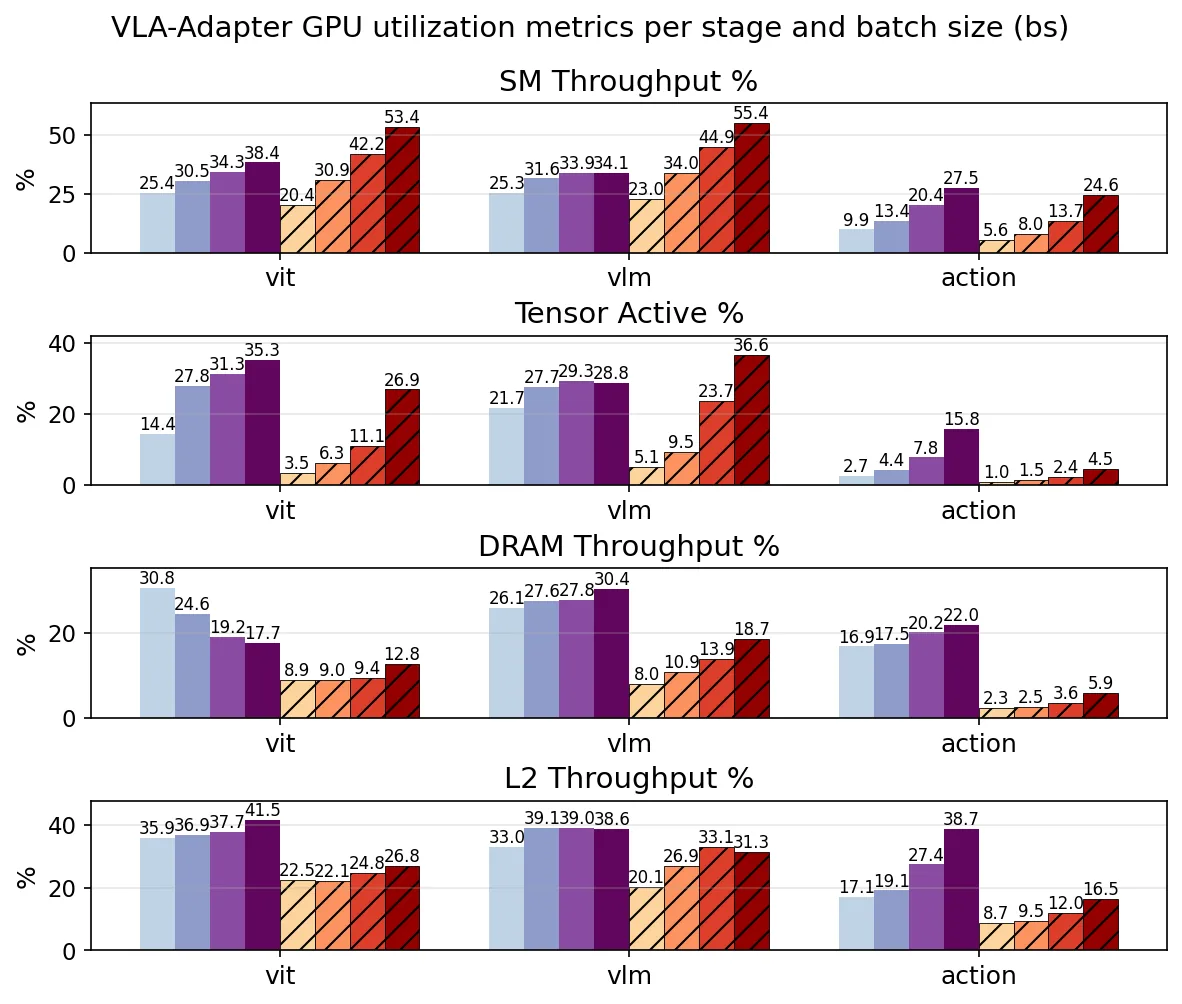 VLA-Adapter GPU utilization metrics per stage and batch size (bs)
SM Throughput %
%
50
25
0
25.4 30.5 34.3 38.4 20.4 30.9 42.2 53.4
25.3 31.6 33.9 34.1 23.0 34.0 44.9 55.4
9.9 13.4 20.4 27.5 5.6 8.0 13.7 24.6
vit vlm action
Tensor Active %
%
40
20
0
14.4 27.8 31.3 35.3 3.5 6.3 11.1 26.9
21.7 27.7 29.3 28.8 5.1 9.5 23.7 36.6
2.7 4.4 7.8 15.8 1.0 1.5 2.4 4.5
vit vlm action
DRAM Throughput %
%
20
0
30.8 24.6 19.2 17.7 8.9 9.0 9.4 12.8
26.1 27.6 27.8 30.4 8.0 10.9 13.9 18.7
16.9 17.5 20.2 22.0 2.3 2.5 3.6 5.9
vit vlm action
L2 Throughput %
%
40
20
0
35.9 36.9 37.7 41.5 22.5 22.1 24.8 26.8
33.0 39.1 39.0 38.6 20.1 26.9 33.1 31.3
17.1 19.1 27.4 38.7 8.7 9.5 12.0 16.5
vit vlm action